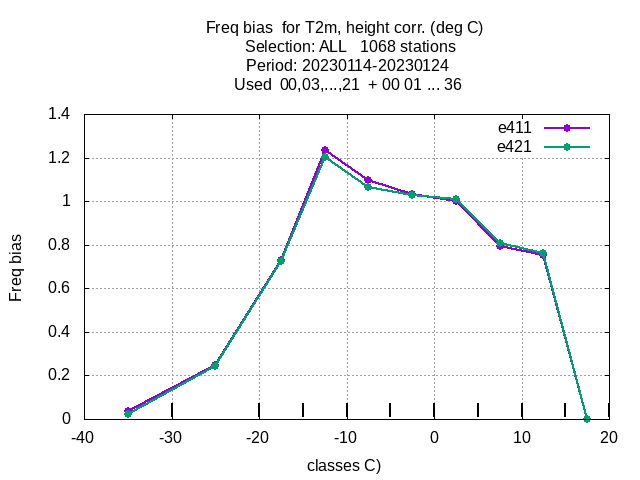 Freq bias  for T2m, height corr. (deg C)
Selection: ALL   1068 stations
Period: 20230114-20230124
Used  00,03,...,21  + 00 01 ... 36
1.4
e411
e421
1.2
1
0.8
Freq bias
0.6
0.4
0.2
0
-40 -30 -20 -10 0 10 20
classes C)